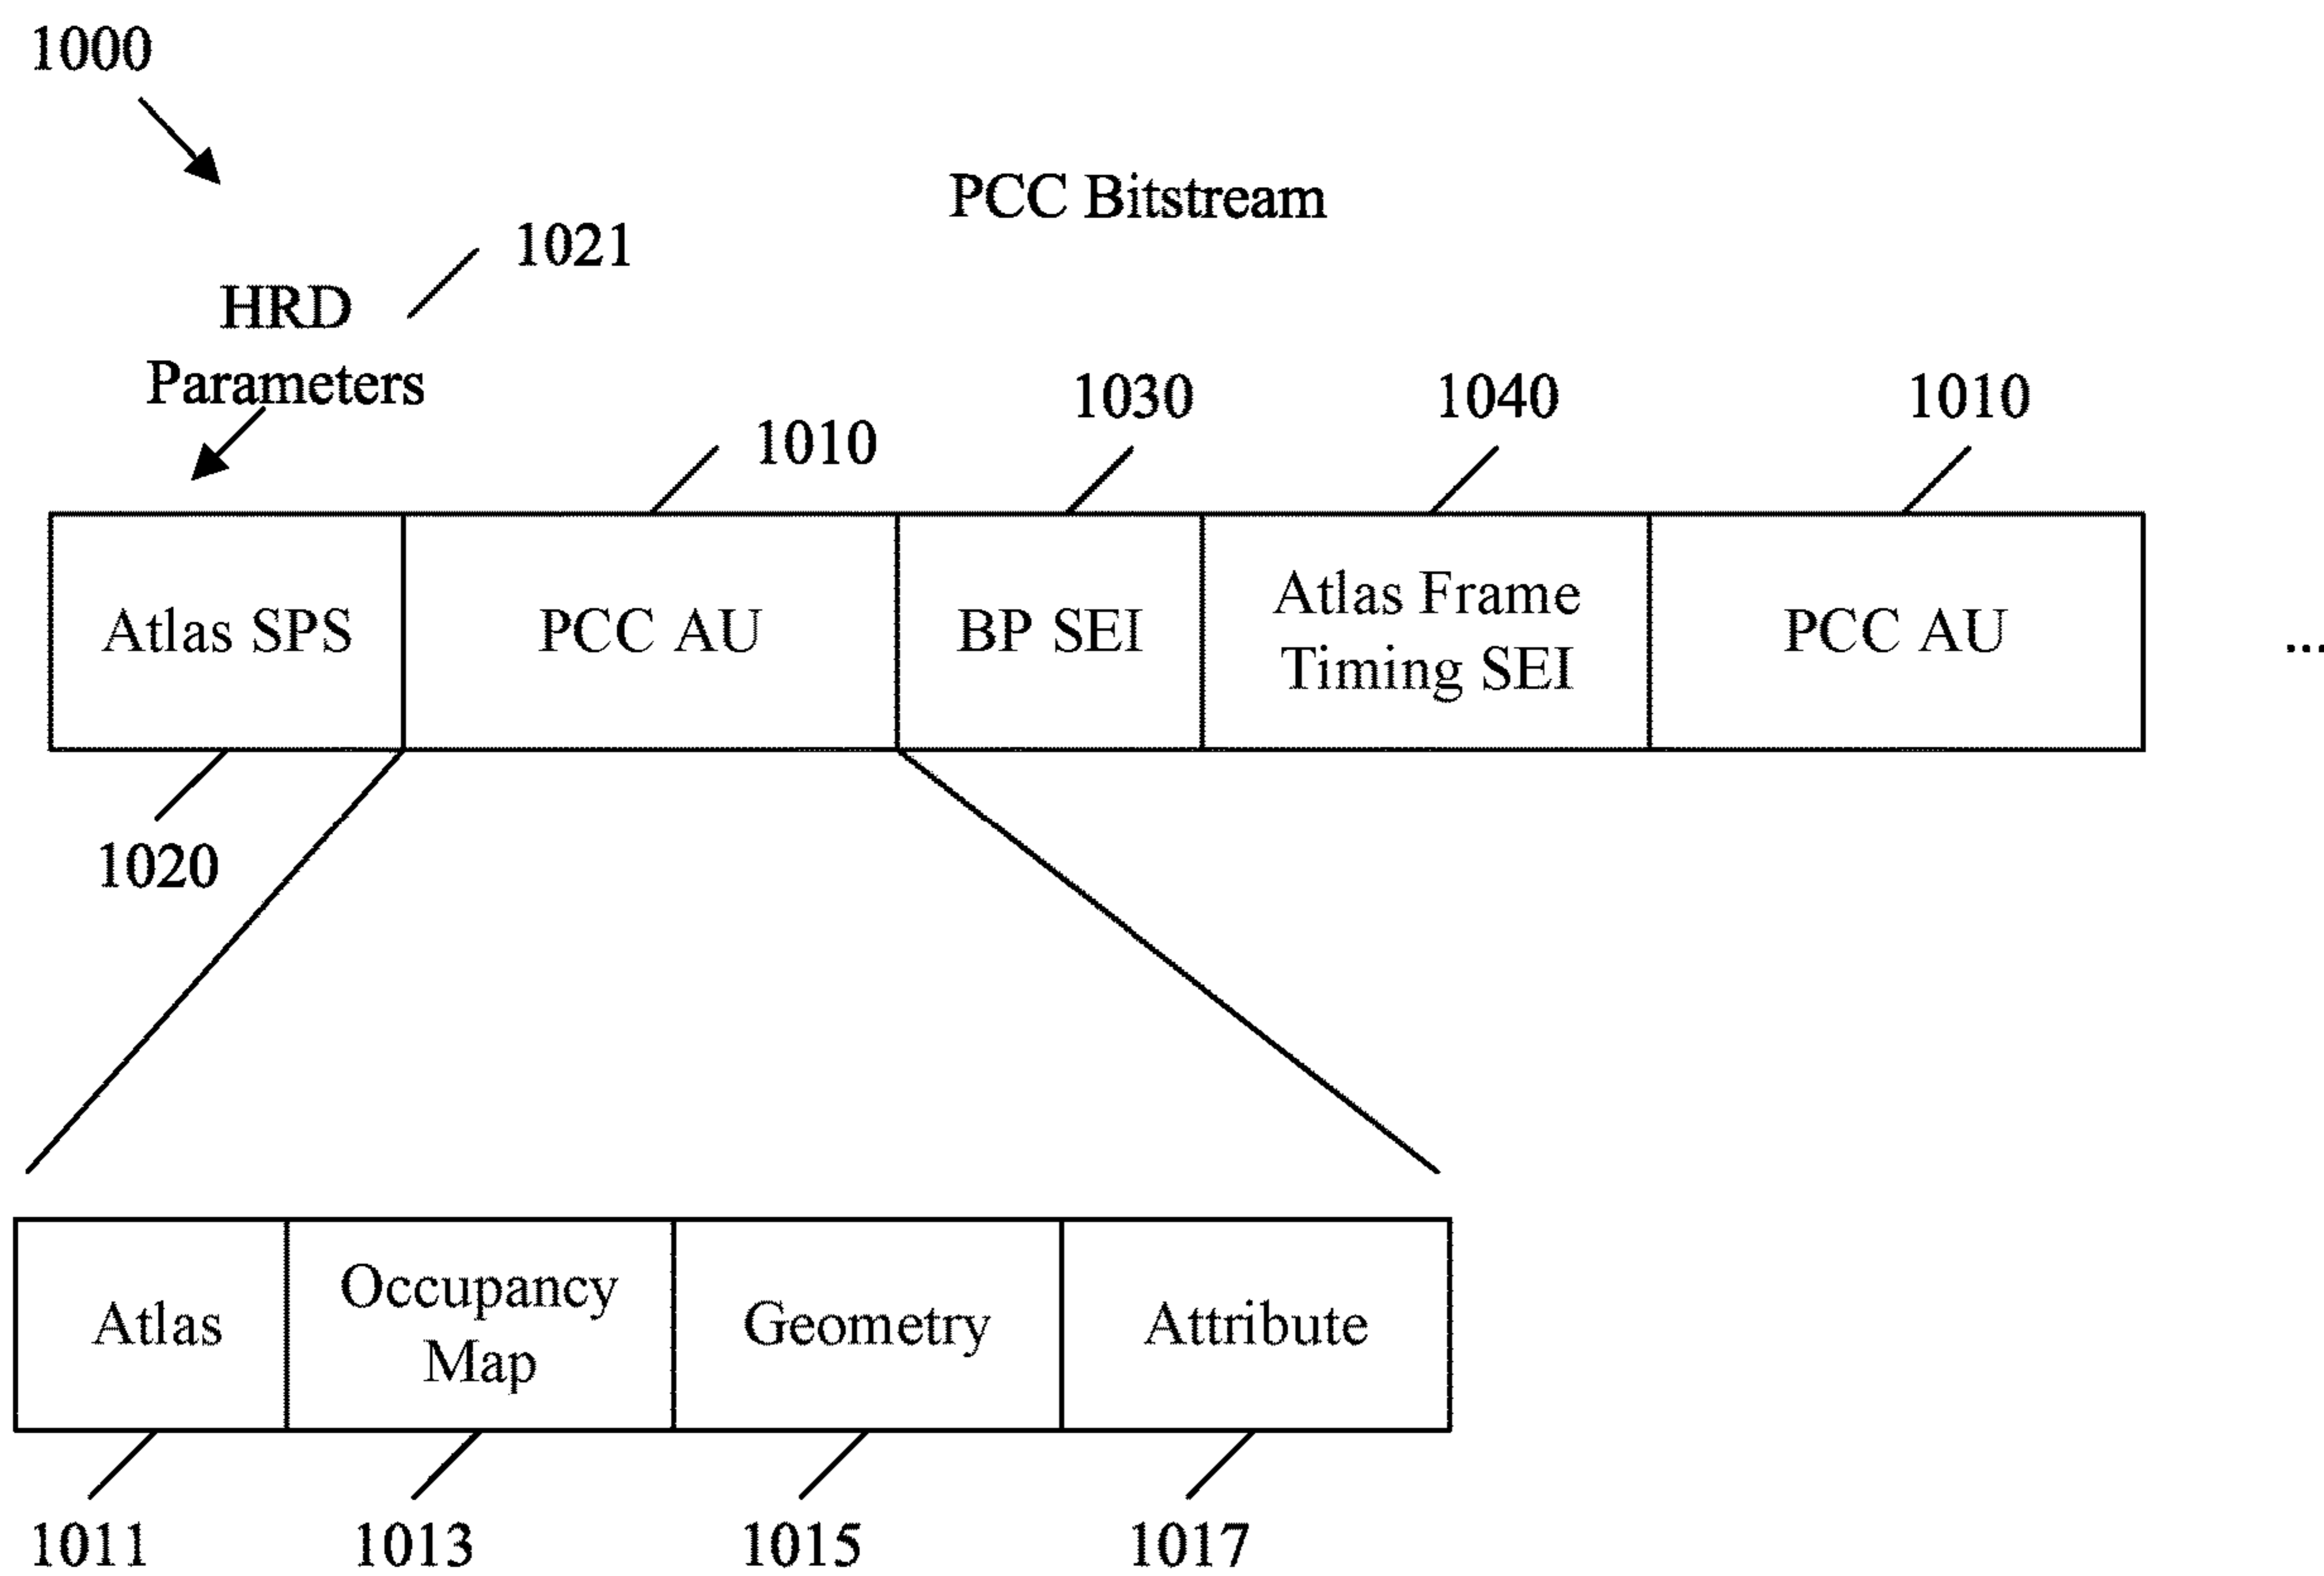 1000
PCC Bitstream
1021
HRD
Parameters
1010
1030
1040
1010
Atlas SPS
PCC AU
BP SEI
Atlas Frame
Timing SEI
PCC AU
...
1020
Atlas
Occupancy
Map
Geometry
Attribute
1011
1013
1015
1017